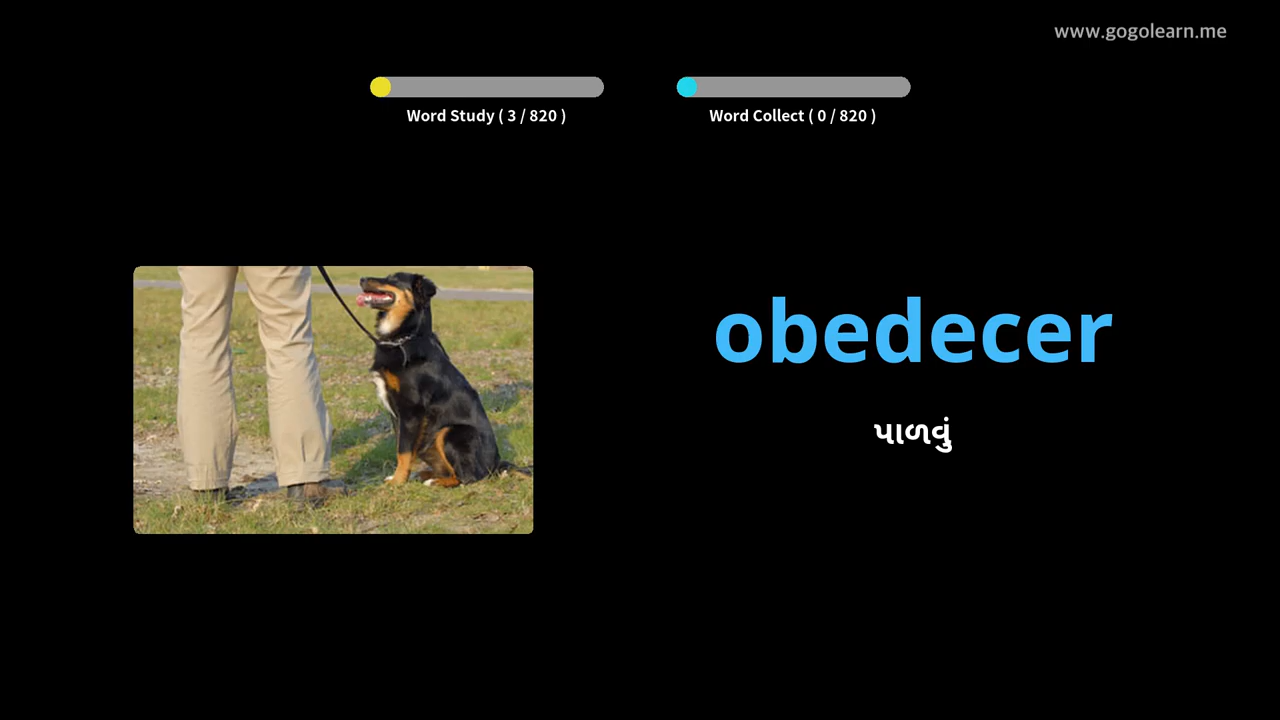 www.gogolearn.me
Word Study ( 3 / 820 )
Word Collect ( 0 / 820 )
obedecer
પાળવું